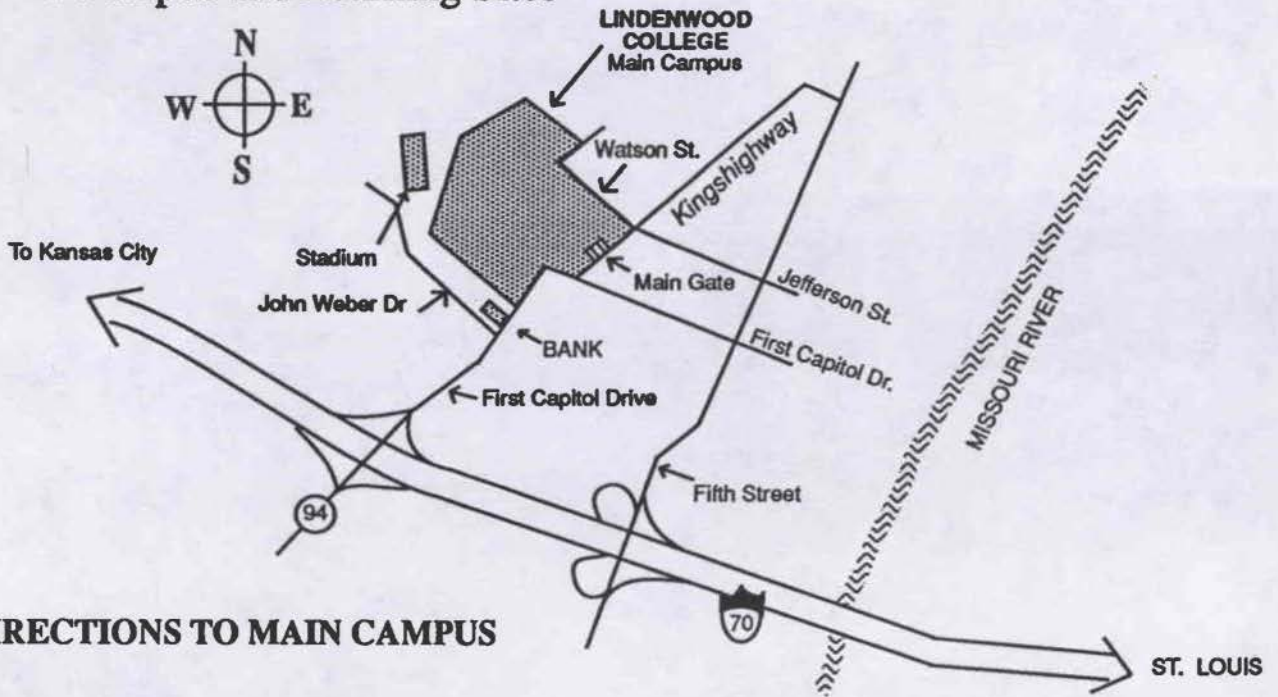 LINDENWOOD
COLLEGE
Main Campus
N
W E
S
Watson St.
Kingshighway
To Kansas City
Stadium
Main Gate
Jefferson St.
John Weber Dr
BANK
First Capitol Dr.
First Capitol Drive
MISSOURI RIVER
Fifth Street
94
70
DIRECTIONS TO MAIN CAMPUS
ST. LOUIS